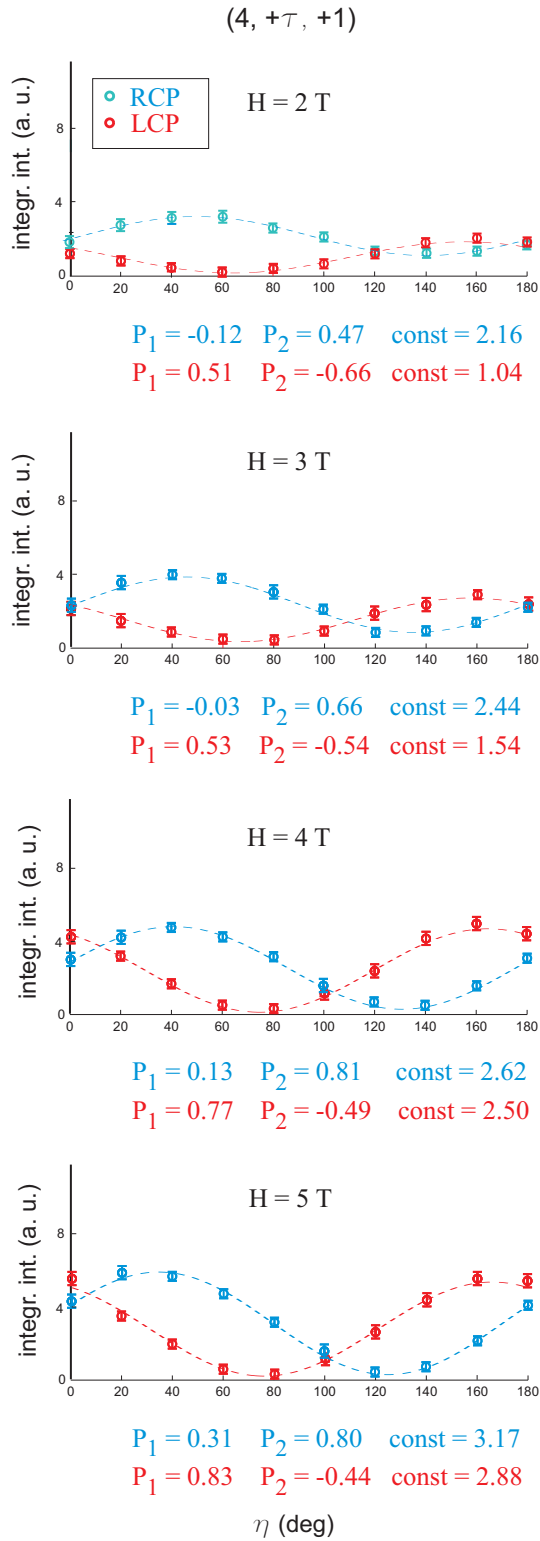 (4, +τ, +1)
integr. int. (a. u.)
RCP
LCP
H = 2 T
8
4
0
0 20 40 60 80 100 120 140 160 180
P1 = -0.12 P2 = 0.47 const = 2.16
P1 = 0.51 P2 = -0.66 const = 1.04
integr. int. (a. u.)
H = 3 T
8
4
0
0 20 40 60 80 100 120 140 160 180
P1 = -0.03 P2 = 0.66 const = 2.44
P1 = 0.53 P2 = -0.54 const = 1.54
integr. int. (a. u.)
H = 4 T
8
4
0
0 20 40 60 80 100 120 140 160 180
P1 = 0.13 P2 = 0.81 const = 2.62
P1 = 0.77 P2 = -0.49 const = 2.50
integr. int. (a. u.)
H = 5 T
8
4
0
0 20 40 60 80 100 120 140 160 180
P1 = 0.31 P2 = 0.80 const = 3.17
P1 = 0.83 P2 = -0.44 const = 2.88
η (deg)